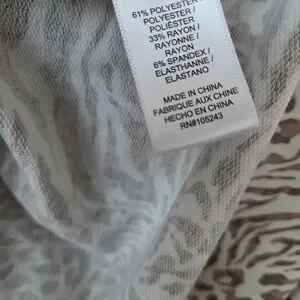 61% POLYESTER /
POLYESTER /
POLIÉSTER
33% RAYON /
RAYONNE /
RAYON
6% SPANDEX /
ELASTHANNE /
ELASTANO
MADE IN CHINA
FABRIQUE AUX CHINE
HECHO EN CHINA
RN#105243